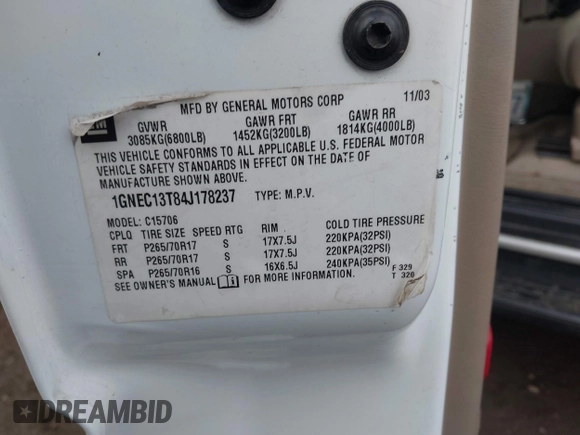 MFD BY GENERAL MOTORS CORP 11/03
GM
GVWR GAWR FRT GAWR RR
3085KG(6800LB) 1452KG(3200LB) 1814KG(4000LB)
THIS VEHICLE CONFORMS TO ALL APPLICABLE U.S. FEDERAL MOTOR
VEHICLE SAFETY STANDARDS IN EFFECT ON THE DATE OF
MANUFACTURE SHOWN ABOVE.
1GNEC13T84J178237 TYPE: M.P.V.
MODEL: C15706
CPLQ TIRE SIZE SPEED RTG RIM COLD TIRE PRESSURE
FRT P265/70R17 S 17X7.5J 220KPA(32PSI)
RR P265/70R17 S 17X7.5J 220KPA(32PSI)
SPA P265/70R16 S 16X6.5J 240KPA(35PSI)
SEE OWNER'S MANUAL FOR MORE INFORMATION.
F 329
T 320
DREAMBID